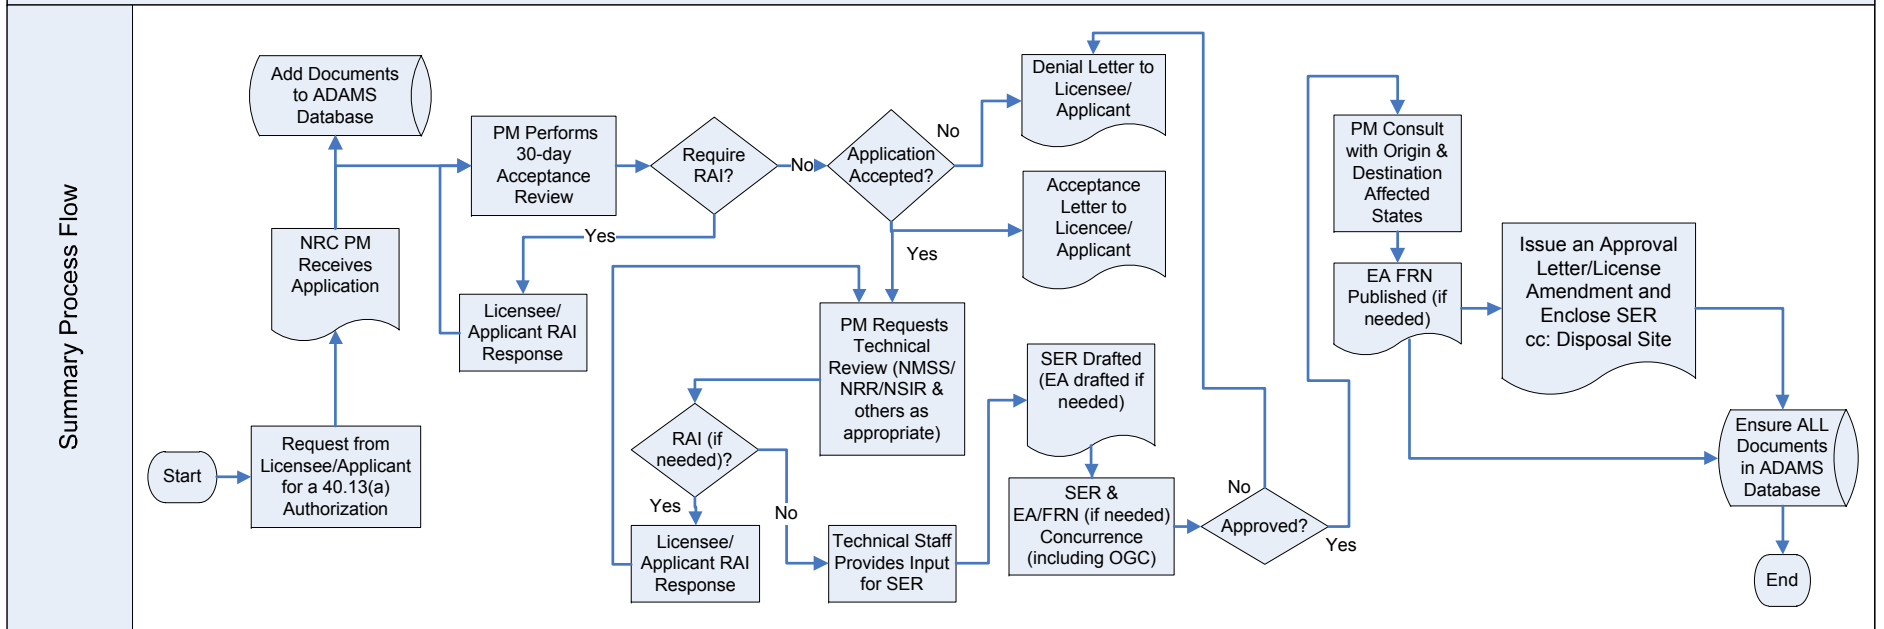 Summary Process Flow
Start
Request from
Licensee/Applicant
for a 40.13(a)
Authorization
NRC PM
Receives
Application
Add Documents
to ADAMS
Database
PM Performs
30-day
Acceptance
Review
Require
RAI?
Yes
Licensee/
Applicant RAI
Response
No
Application
Accepted?
No
Denial Letter to
Licensee/
Applicant
Yes
Acceptance
Letter to
Licencee/
Applicant
PM Requests
Technical
Review (NMSS/
NRR/NSIR &
others as
appropriate)
RAI (if
needed)?
Yes
Licensee/
Applicant RAI
Response
No
Technical Staff
Provides Input
for SER
SER Drafted
(EA drafted if
needed)
SER &
EA/FRN (if needed)
Concurrence
(including OGC)
Approved?
No
Yes
PM Consult
with Origin &
Destination
Affected
States
EA FRN
Published (if
needed)
Issue an Approval
Letter/License
Amendment and
Enclose SER
cc: Disposal Site
Ensure ALL
Documents
in ADAMS
Database
End